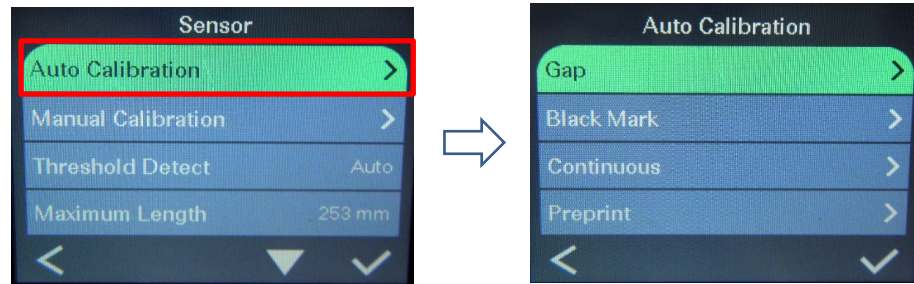 Sensor
Auto Calibration
Manual Calibration
Threshold Detect Auto
Maximum Length 253 mm
Auto Calibration
Gap
Black Mark
Continuous
Preprint